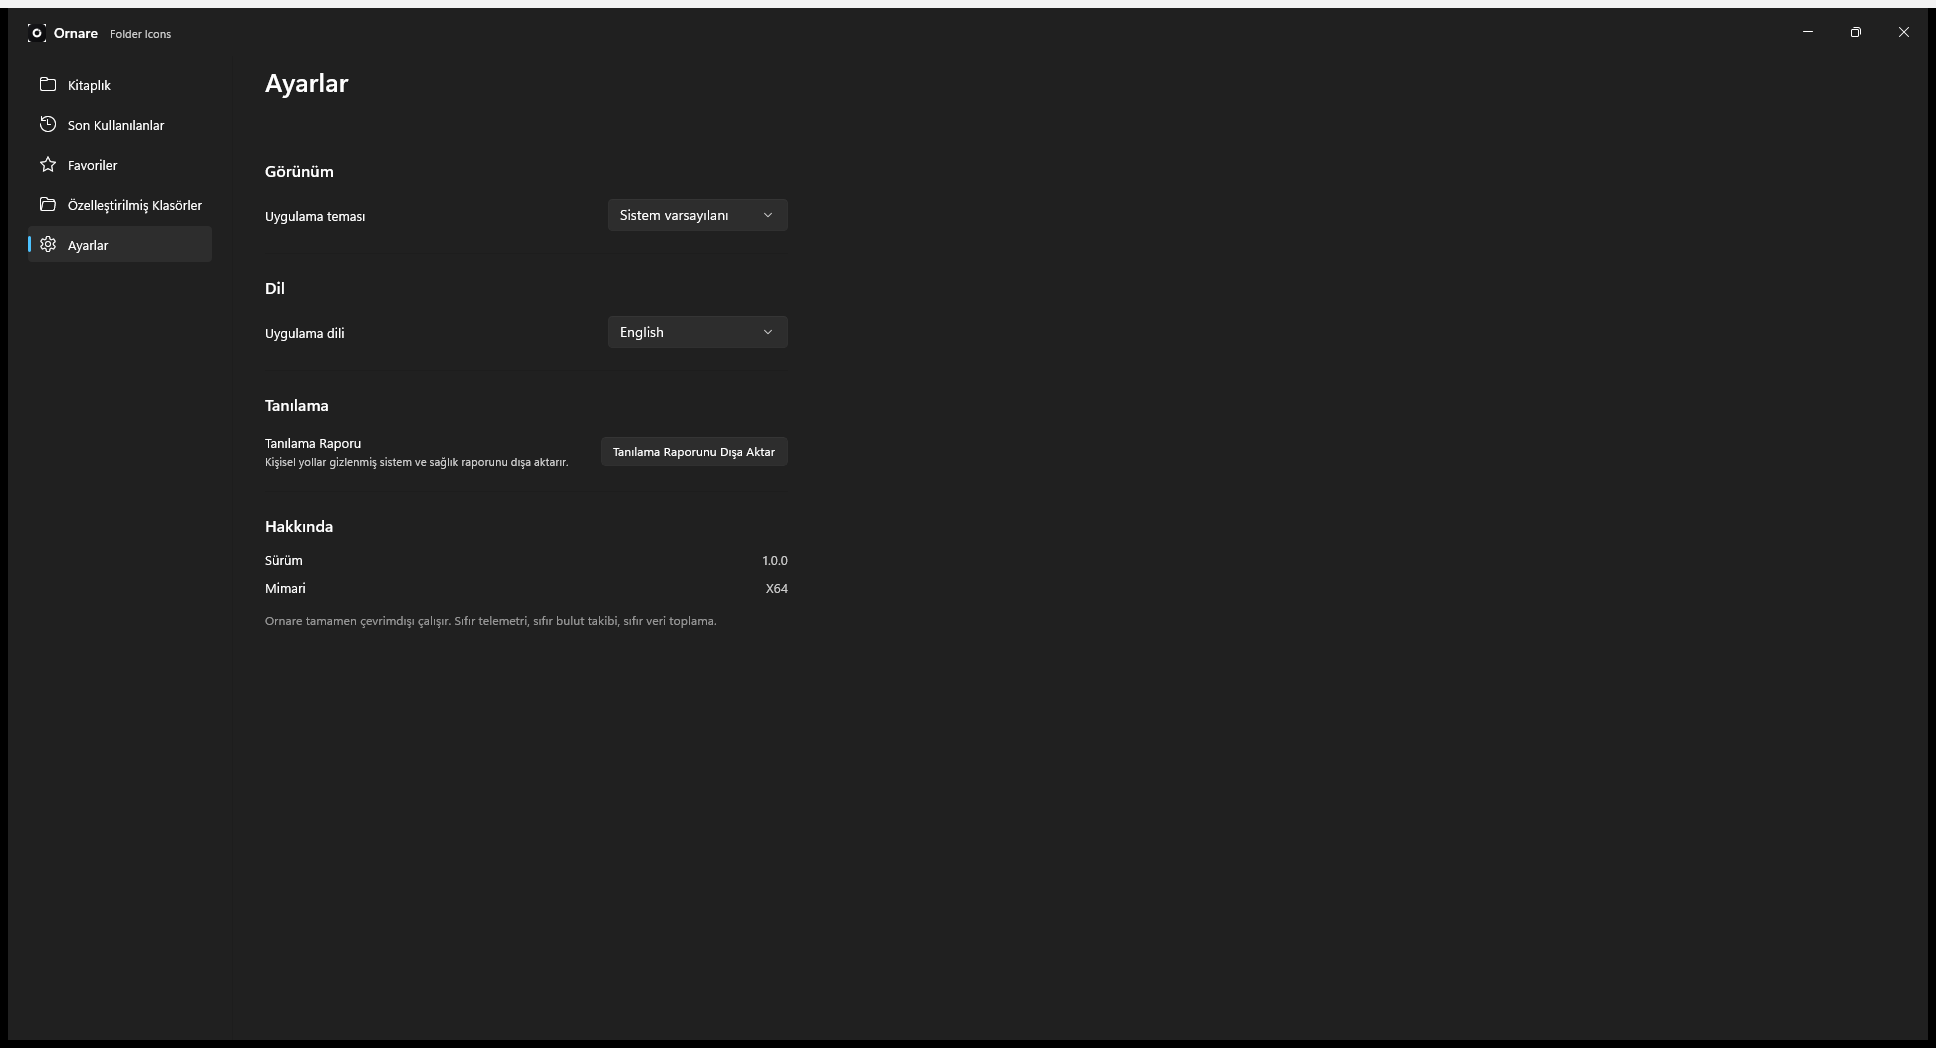 Ornare Folder Icons
Kitaplık
Son Kullanılanlar
Favoriler
Özelleştirilmiş Klasörler
Ayarlar
Ayarlar
Görünüm
Uygulama teması
Sistem varsayılanı
Dil
Uygulama dili
English
Tanılama
Tanılama Raporu
Kişisel yollar gizlenmiş sistem ve sağlık raporunu dışa aktarır.
Tanılama Raporunu Dışa Aktar
Hakkında
Sürüm 1.0.0
Mimari X64
Ornare tamamen çevrimdışı çalışır. Sıfır telemetri, sıfır bulut takibi, sıfır veri toplama.